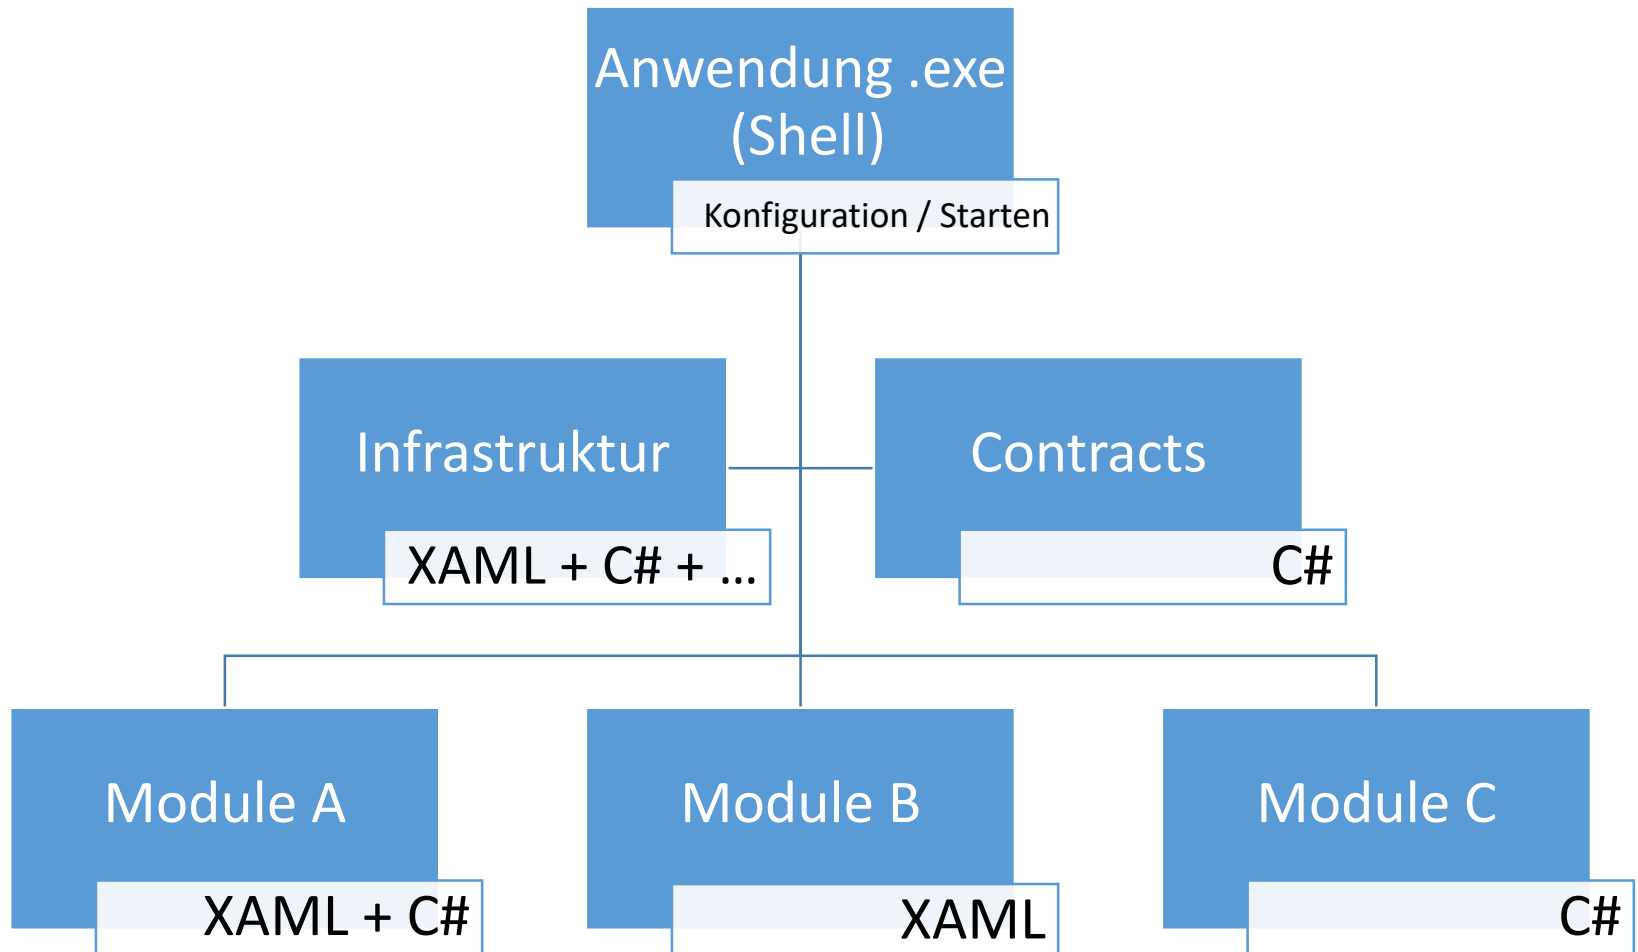 Anwendung .exe
(Shell)
Konfiguration / Starten
Infrastruktur
XAML + C# + ...
Contracts
C#
Module A
XAML + C#
Module B
XAML
Module C
C#